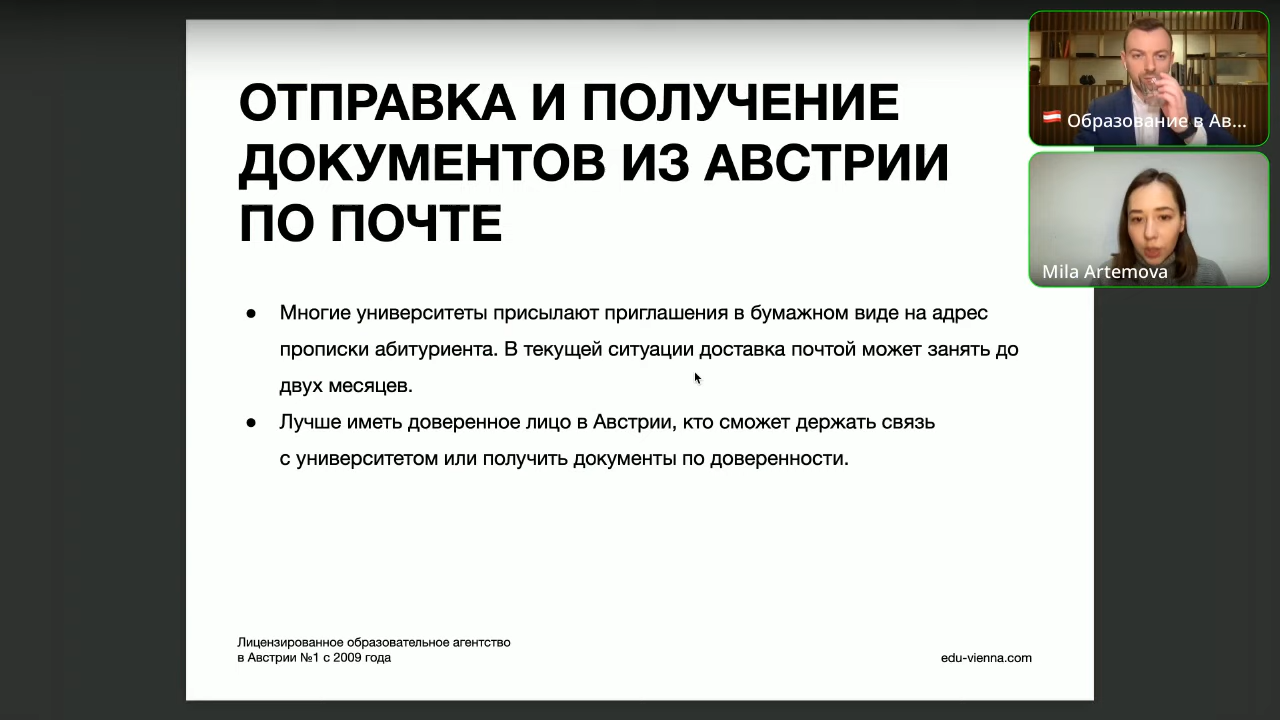 ОТПРАВКА И ПОЛУЧЕНИЕ
ДОКУМЕНТОВ ИЗ АВСТРИИ
ПО ПОЧТЕ
● Многие университеты присылают приглашения в бумажном виде на адрес
прописки абитуриента. В текущей ситуации доставка почтой может занять до
двух месяцев.
● Лучше иметь доверенное лицо в Австрии, кто сможет держать связь
с университетом или получить документы по доверенности.
Лицензированное образовательное агентство
в Австрии №1 с 2009 года
edu-vienna.com
Образование в Ав...
Mila Artemova